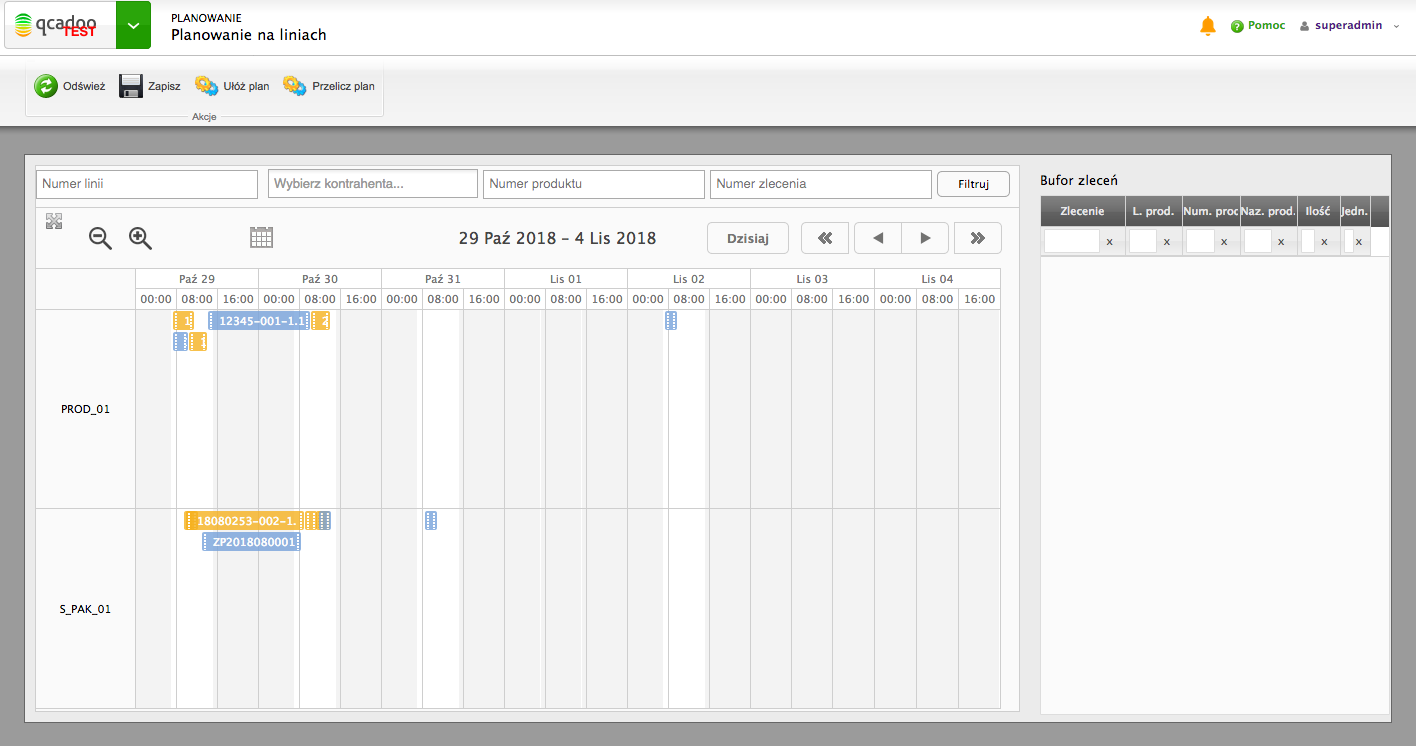 qcadoo
TEST
PLANOWANIE
Planowanie na liniach
Pomoc
superadmin
Odśwież
Zapisz
Ułóż plan
Przelicz plan
Akcje
Numer linii
Wybierz kontrahenta...
Numer produktu
Numer zlecenia
Filtruj
Bufor zleceń
Zlecenie
L. prod.
Num. prod
Naz. prod.
Ilość
Jedn.
x x x x x x
29 Paź 2018 – 4 Lis 2018
Dzisiaj
Paź 29
Paź 30
Paź 31
Lis 01
Lis 02
Lis 03
Lis 04
00:00 08:00 16:00 00:00 08:00 16:00 00:00 08:00 16:00 00:00 08:00 16:00 00:00 08:00 16:00 00:00 08:00 16:00 00:00 08:00 16:00
12345-001-1.1
PROD_01
18080253-002-1.
ZP2018080001
S_PAK_01